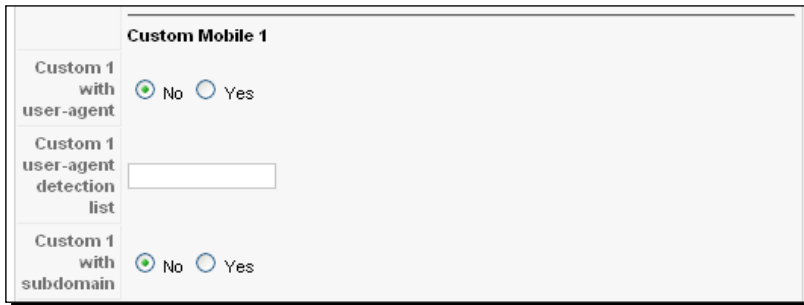 Custom Mobile 1
Custom 1
with
user-agent
No Yes
Custom 1
user-agent
detection
list
Custom 1
with
subdomain
No Yes